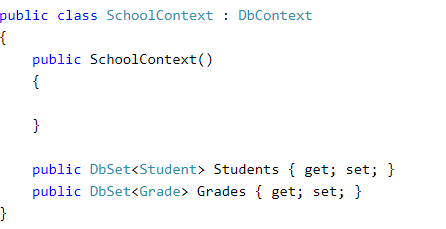 public class SchoolContext : DbContext
{
    public SchoolContext()
    {

    }

    public DbSet<Student> Students { get; set; }
    public DbSet<Grade> Grades { get; set; }
}